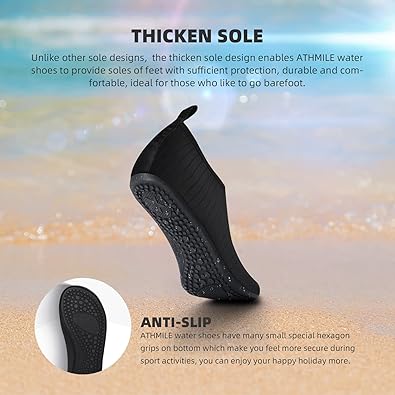 THICKEN SOLE
Unlike other sole designs, the thicken sole design enables ATHMILE water
shoes to provide soles of feet with sufficient protection, durable and com-
fortable, ideal for those who like to go barefoot.
ANTI-SLIP
ATHMILE water shoes have many small special hexagon
grips on bottom which make you feel more secure during
sport activities, you can enjoy your happy holiday more.